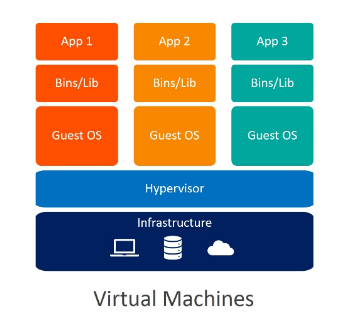 App 1 App 2 App 3
Bins/Lib Bins/Lib Bins/Lib
Guest OS Guest OS Guest OS
Hypervisor
Infrastructure
Virtual Machines